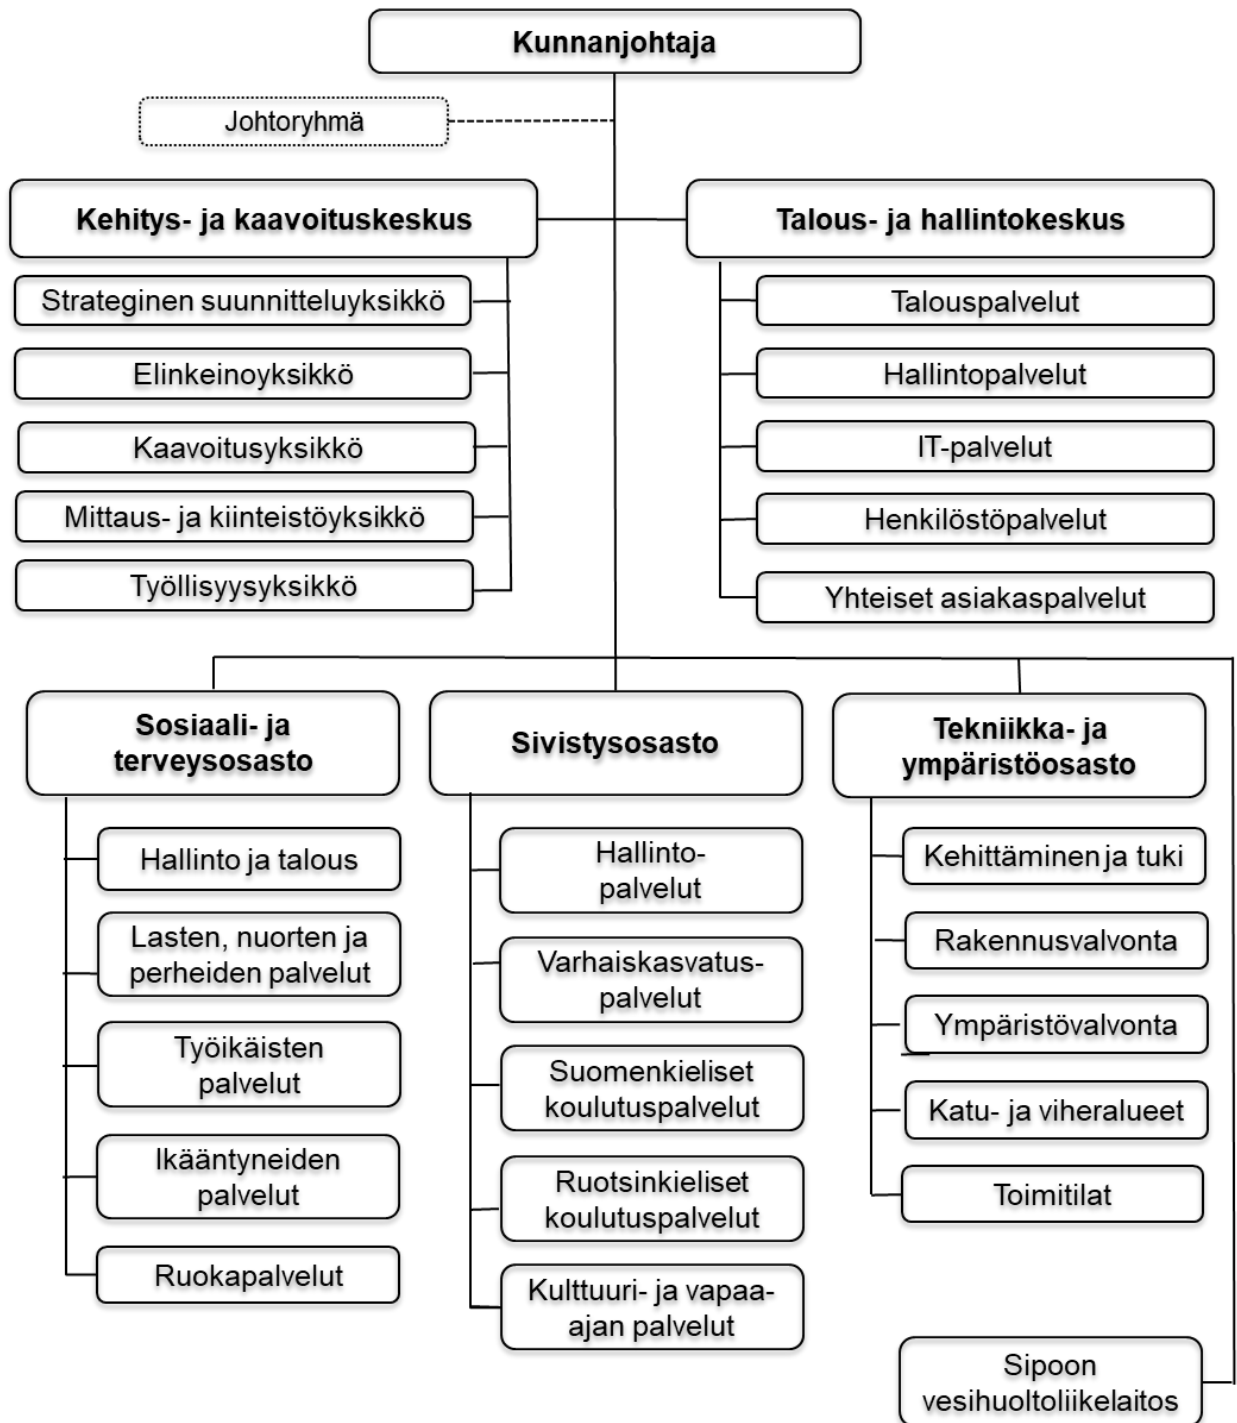 Kunnanjohtaja
Johtoryhmä
Kehitys- ja kaavoituskeskus
Strateginen suunnitteluyksikkö
Elinkeinoyksikkö
Kaavoitusyksikkö
Mittaus- ja kiinteistöyksikkö
Työllisyysyksikkö
Talous- ja hallintokeskus
Talouspalvelut
Hallintopalvelut
IT-palvelut
Henkilöstöpalvelut
Yhteiset asiakaspalvelut
Sosiaali- ja
terveysosasto
Hallinto ja talous
Lasten, nuorten ja
perheiden palvelut
Työikäisten
palvelut
Ikääntyneiden
palvelut
Ruokapalvelut
Sivistysosasto
Hallinto-
palvelut
Varhaiskasvatus-
palvelut
Suomenkieliset
koulutuspalvelut
Ruotsinkieliset
koulutuspalvelut
Kulttuuri- ja vapaa-
ajan palvelut
Tekniikka- ja
ympäristöosasto
Kehittäminen ja tuki
Rakennusvalvonta
Ympäristövalvonta
Katu- ja viheralueet
Toimitilat
Sipoon
vesihuoltoliikelaitos